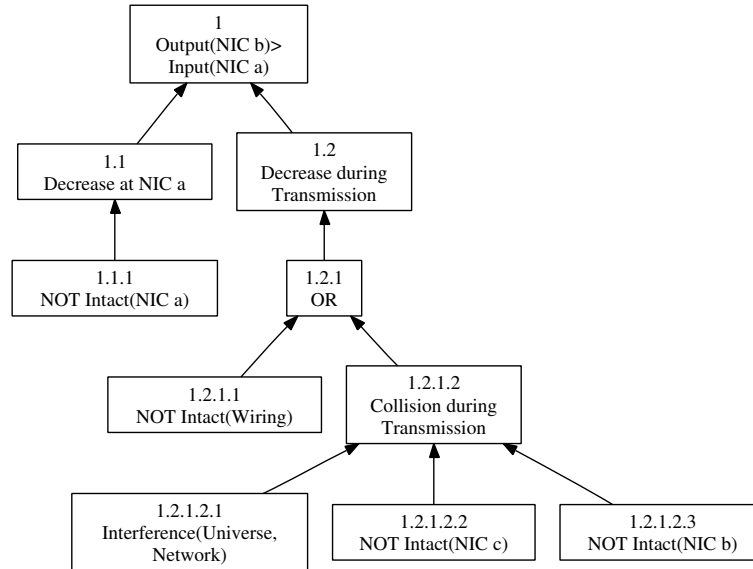 1
Output(NIC b)>
Input(NIC a)
1.1
Decrease at NIC a
1.2
Decrease during
Transmission
1.1.1
NOT Intact(NIC a)
1.2.1
OR
1.2.1.1
NOT Intact(Wiring)
1.2.1.2
Collision during
Transmission
1.2.1.2.1
Interference(Universe,
Network)
1.2.1.2.2
NOT Intact(NIC c)
1.2.1.2.3
NOT Intact(NIC b)